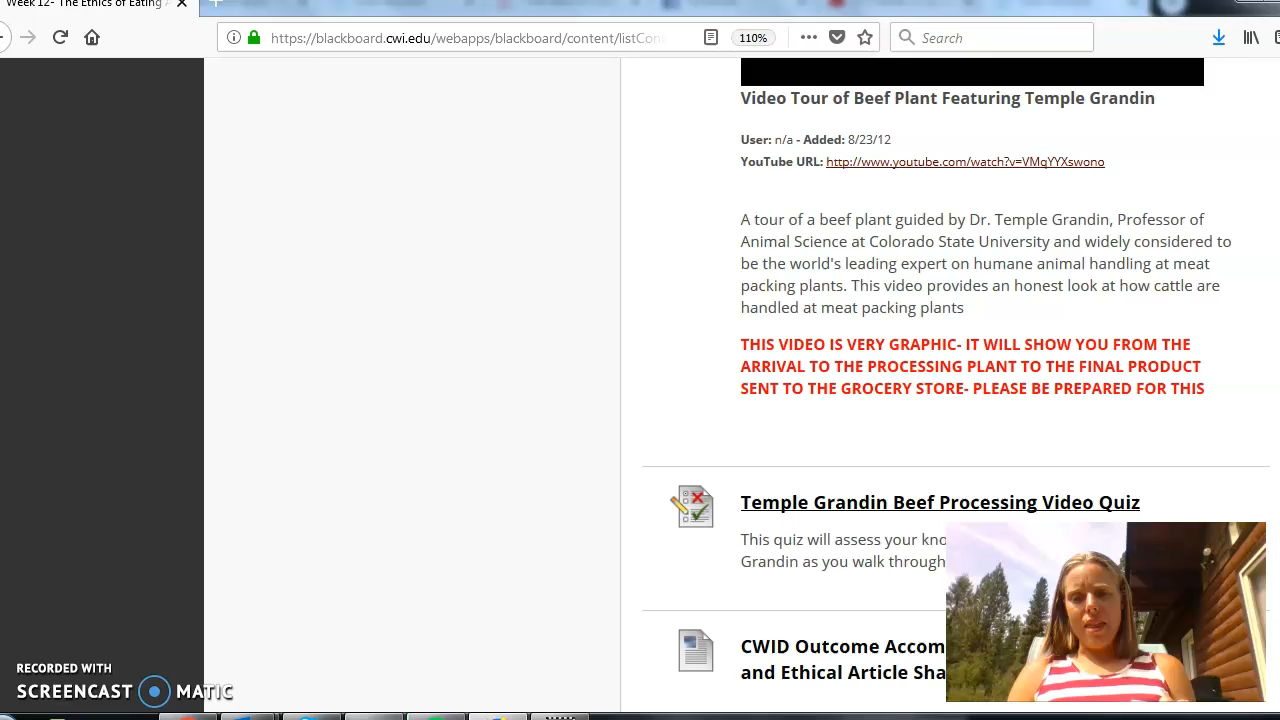 Week 12- The Ethics of Eating
https://blackboard.cwi.edu/webapps/blackboard/content/listCon
110%
Search
Video Tour of Beef Plant Featuring Temple Grandin
User: n/a - Added: 8/23/12
YouTube URL: http://www.youtube.com/watch?v=VMqYYXswono
A tour of a beef plant guided by Dr. Temple Grandin, Professor of
Animal Science at Colorado State University and widely considered to
be the world's leading expert on humane animal handling at meat
packing plants. This video provides an honest look at how cattle are
handled at meat packing plants
THIS VIDEO IS VERY GRAPHIC- IT WILL SHOW YOU FROM THE
ARRIVAL TO THE PROCESSING PLANT TO THE FINAL PRODUCT
SENT TO THE GROCERY STORE- PLEASE BE PREPARED FOR THIS
Temple Grandin Beef Processing Video Quiz
This quiz will assess your kno
Grandin as you walk through
CWID Outcome Accom
and Ethical Article Sha
RECORDED WITH
SCREENCAST MATIC